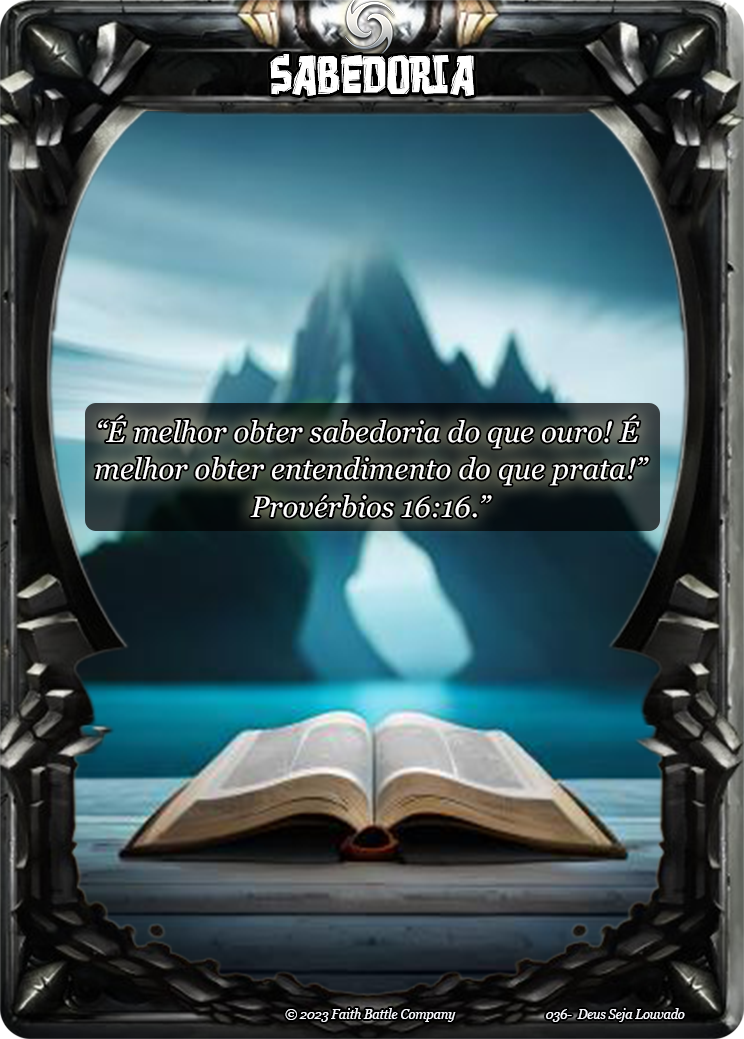 SABEDORIA
“É melhor obter sabedoria do que ouro! É
melhor obter entendimento do que prata!”
Provérbios 16:16.”
© 2023 Faith Battle Company 036- Deus Seja Louvado